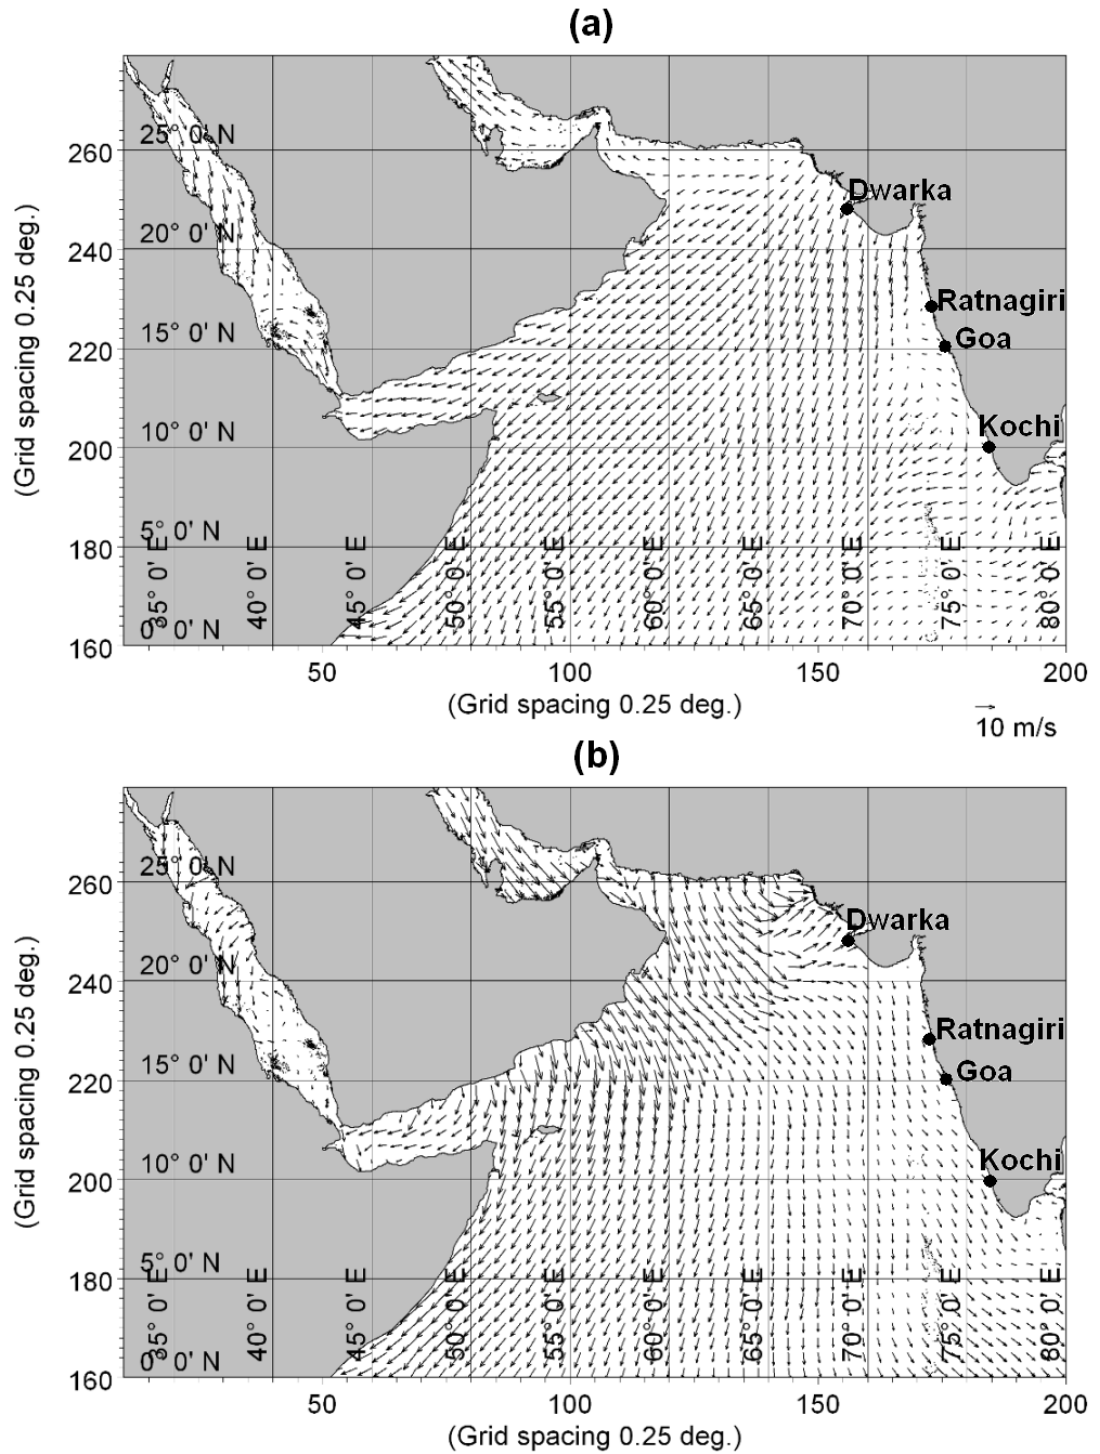 (a)
25° 0' N
260
Dwarka
20° 0' N
240
Ratnagiri
15° 0' N
Goa
220
Kochi
10° 0' N
200
5° 0' N
180
35° 0' E
40° 0' E
45° 0' E
50° 0' E
55° 0' E
60° 0' E
65° 0' E
70° 0' E
75° 0' E
80° 0' E
0° 0' N
160
(Grid spacing 0.25 deg.)
50
100
150
200
(Grid spacing 0.25 deg.)
10 m/s
(b)
25° 0' N
260
Dwarka
20° 0' N
240
Ratnagiri
15° 0' N
Goa
220
Kochi
10° 0' N
200
5° 0' N
180
35° 0' E
40° 0' E
45° 0' E
50° 0' E
55° 0' E
60° 0' E
65° 0' E
70° 0' E
75° 0' E
80° 0' E
0° 0' N
160
(Grid spacing 0.25 deg.)
50
100
150
200
(Grid spacing 0.25 deg.)